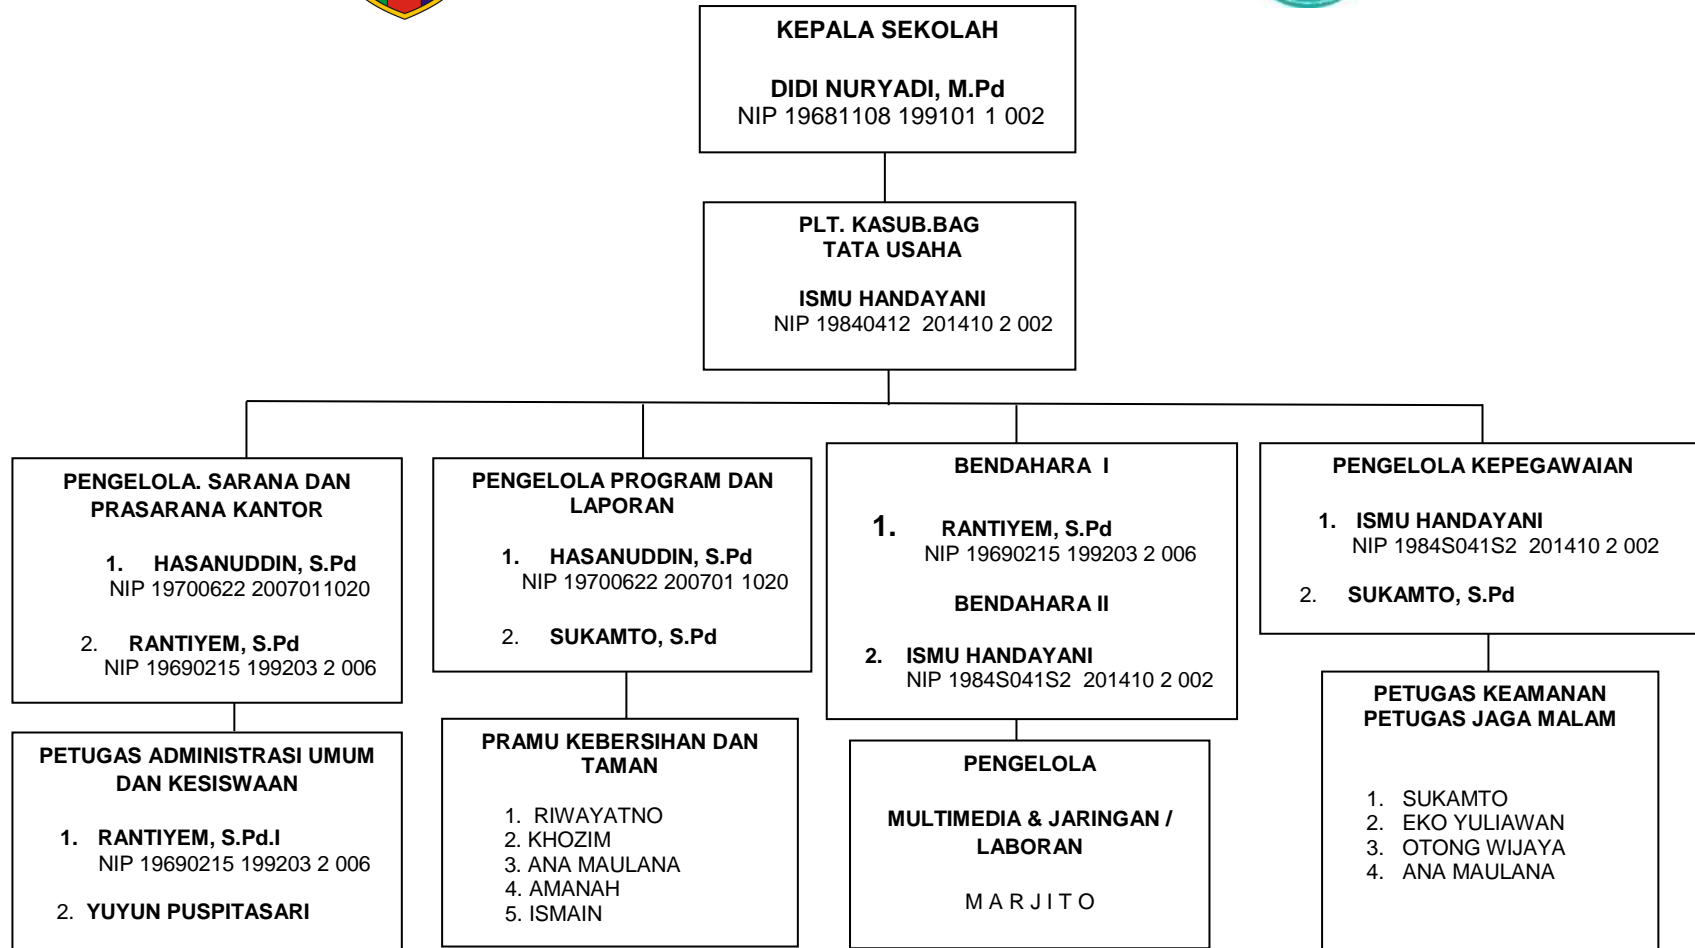 KEPALA SEKOLAH
DIDI NURYADI, M.Pd
NIP 19681108 199101 1 002
PLT. KASUB.BAG
TATA USAHA
ISMU HANDAYANI
NIP 19840412 201410 2 002
PENGELOLA. SARANA DAN
PRASARANA KANTOR
1. HASANUDDIN, S.Pd
NIP 19700622 2007011020
2. RANTIYEM, S.Pd
NIP 19690215 199203 2 006
PENGELOLA PROGRAM DAN
LAPORAN
1. HASANUDDIN, S.Pd
NIP 19700622 200701 1020
2. SUKAMTO, S.Pd
BENDAHARA I
1. RANTIYEM, S.Pd
NIP 19690215 199203 2 006
BENDAHARA II
2. ISMU HANDAYANI
NIP 1984S041S2 201410 2 002
PENGELOLA KEPEGAWAIAN
1. ISMU HANDAYANI
NIP 1984S041S2 201410 2 002
2. SUKAMTO, S.Pd
PETUGAS ADMINISTRASI UMUM
DAN KESISWAAN
1. RANTIYEM, S.Pd.I
NIP 19690215 199203 2 006
2. YUYUN PUSPITASARI
PRAMU KEBERSIHAN DAN
TAMAN
1. RIWAYATNO
2. KHOZIM
3. ANA MAULANA
4. AMANAH
5. ISMAIN
PENGELOLA
MULTIMEDIA & JARINGAN /
LABORAN
M A R J I T O
PETUGAS KEAMANAN
PETUGAS JAGA MALAM
1. SUKAMTO
2. EKO YULIAWAN
3. OTONG WIJAYA
4. ANA MAULANA